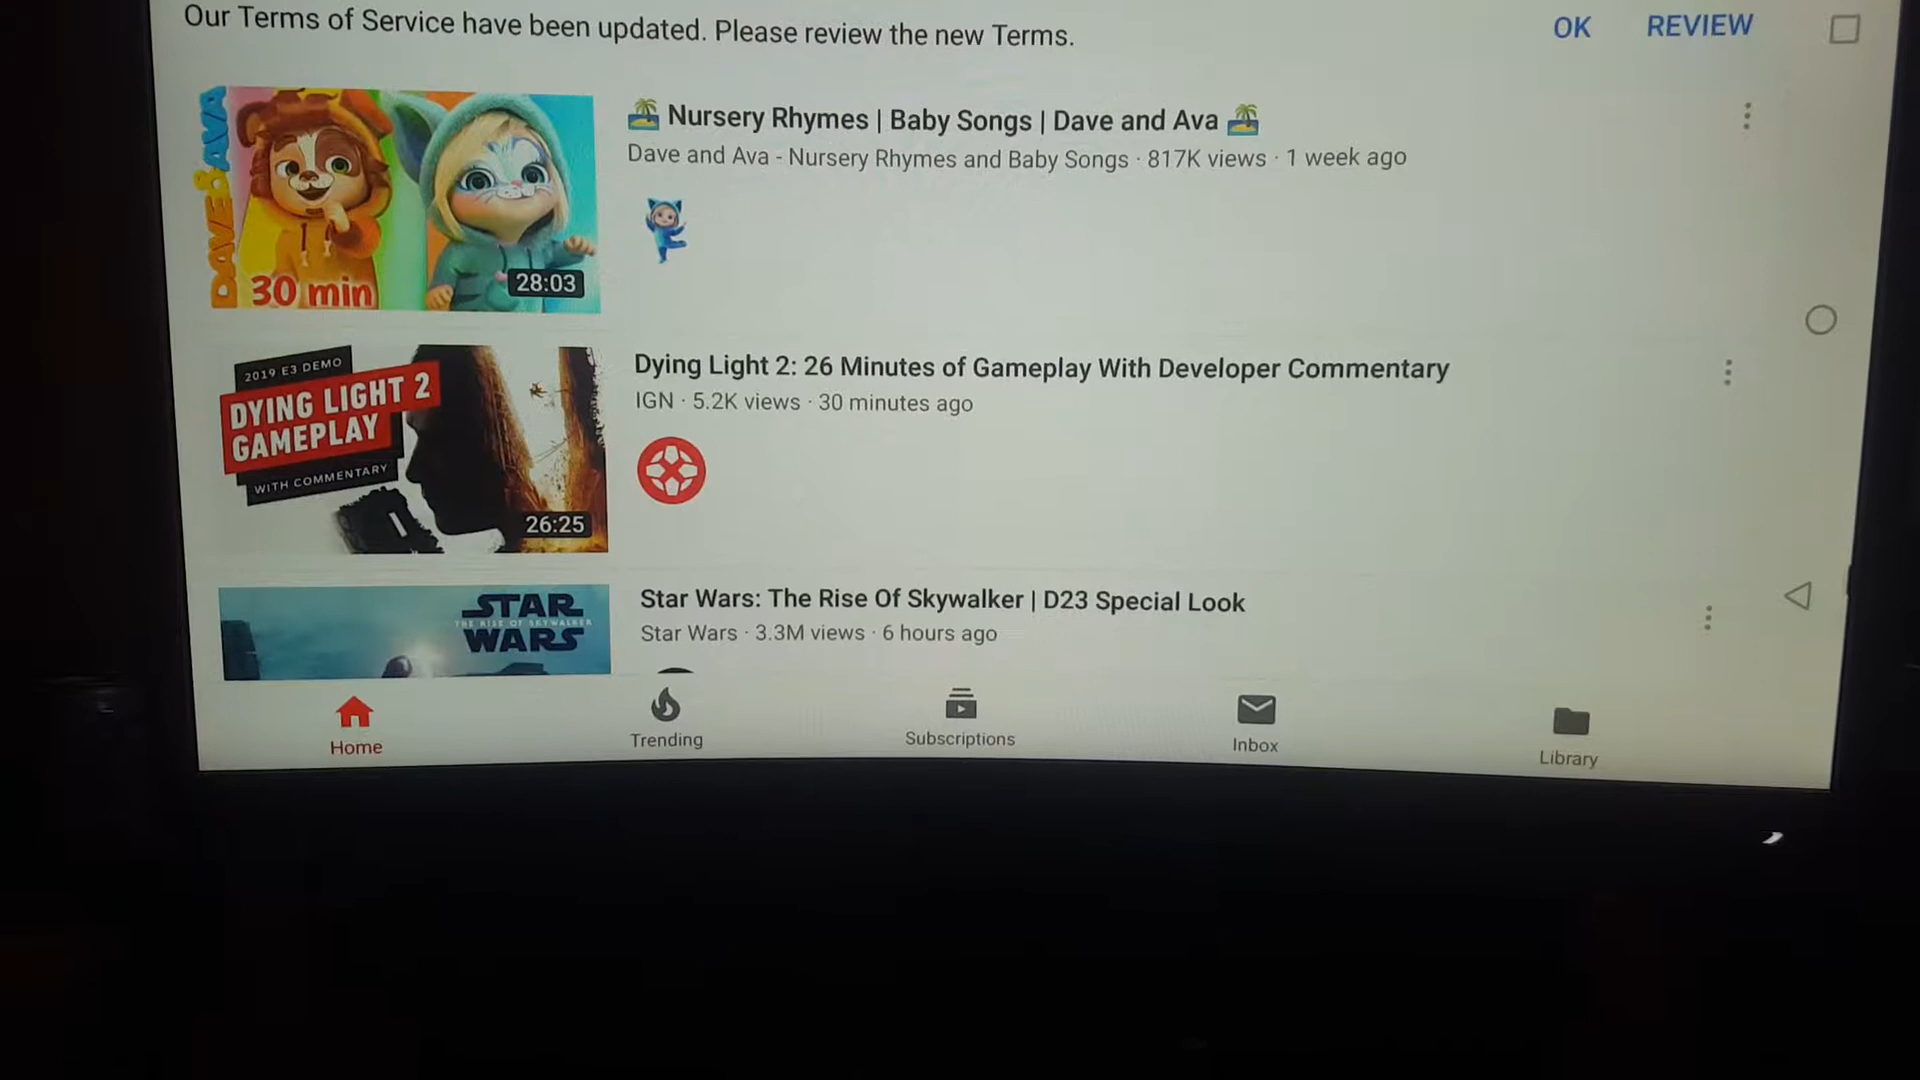 Our Terms of Service have been updated. Please review the new Terms.
OK
REVIEW
DAVE & AVA
30 min
28:03
🏝 Nursery Rhymes | Baby Songs | Dave and Ava 🏝
Dave and Ava - Nursery Rhymes and Baby Songs · 817K views · 1 week ago
2019 E3 DEMO
DYING LIGHT 2
GAMEPLAY
WITH COMMENTARY
26:25
Dying Light 2: 26 Minutes of Gameplay With Developer Commentary
IGN · 5.2K views · 30 minutes ago
STAR
THE RISE OF SKYWALKER
WARS
Star Wars: The Rise Of Skywalker | D23 Special Look
Star Wars · 3.3M views · 6 hours ago
Home
Trending
Subscriptions
Inbox
Library